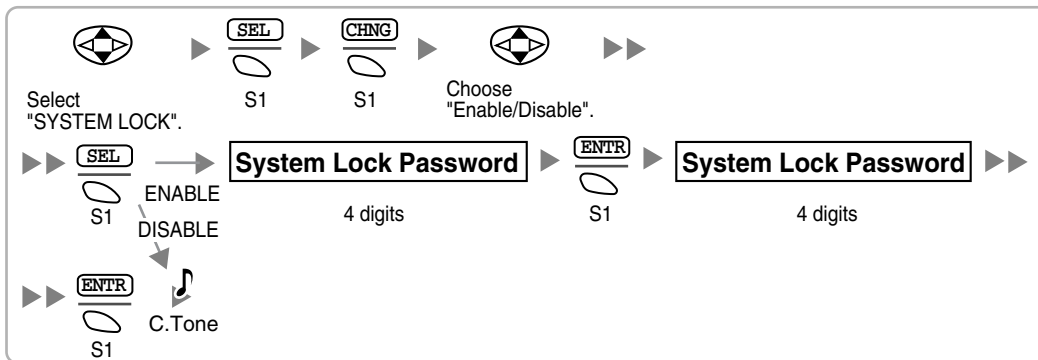 SEL
CHNG
Select
"SYSTEM LOCK".
S1
S1
Choose
"Enable/Disable".
SEL
S1
ENABLE
DISABLE
System Lock Password
4 digits
ENTR
S1
System Lock Password
4 digits
ENTR
S1
C.Tone